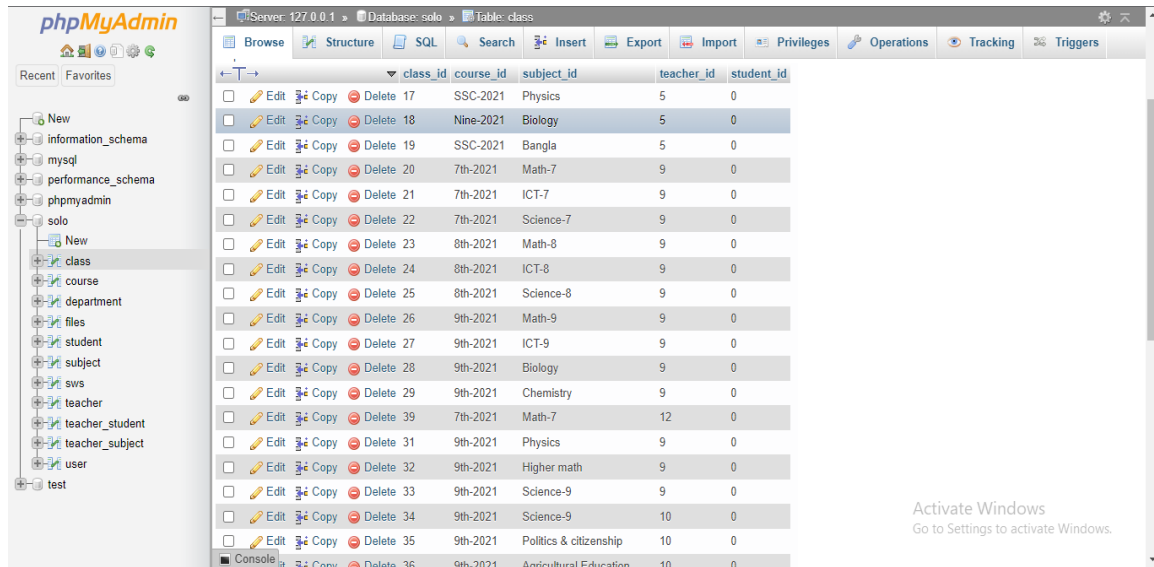 phpMyAdmin
Recent Favorites
New
information_schema
mysql
performance_schema
phpmyadmin
solo
New
class
course
department
files
student
subject
sws
teacher
teacher_student
teacher_subject
user
test
Server: 127.0.0.1 » Database: solo » Table: class
Browse Structure SQL Search Insert Export Import Privileges Operations Tracking Triggers
class_id course_id subject_id teacher_id student_id
Edit Copy Delete 17 SSC-2021 Physics 5 0
Edit Copy Delete 18 Nine-2021 Biology 5 0
Edit Copy Delete 19 SSC-2021 Bangla 5 0
Edit Copy Delete 20 7th-2021 Math-7 9 0
Edit Copy Delete 21 7th-2021 ICT-7 9 0
Edit Copy Delete 22 7th-2021 Science-7 9 0
Edit Copy Delete 23 8th-2021 Math-8 9 0
Edit Copy Delete 24 8th-2021 ICT-8 9 0
Edit Copy Delete 25 8th-2021 Science-8 9 0
Edit Copy Delete 26 9th-2021 Math-9 9 0
Edit Copy Delete 27 9th-2021 ICT-9 9 0
Edit Copy Delete 28 9th-2021 Biology 9 0
Edit Copy Delete 29 9th-2021 Chemistry 9 0
Edit Copy Delete 39 7th-2021 Math-7 12 0
Edit Copy Delete 31 9th-2021 Physics 9 0
Edit Copy Delete 32 9th-2021 Higher math 9 0
Edit Copy Delete 33 9th-2021 Science-9 9 0
Edit Copy Delete 34 9th-2021 Science-9 10 0
Edit Copy Delete 35 9th-2021 Politics & citizenship 10 0
Copy Delete 36 9th-2021 Agricultural Education 10 0
Console
Activate Windows
Go to Settings to activate Windows.